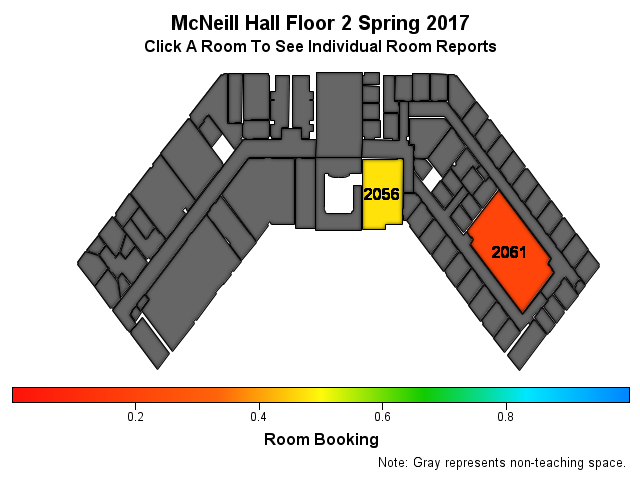 McNeill Hall Floor 2 Spring 2017
Click A Room To See Individual Room Reports
2056
2061
0.2 0.4 0.6 0.8
Room Booking
Note: Gray represents non-teaching space.